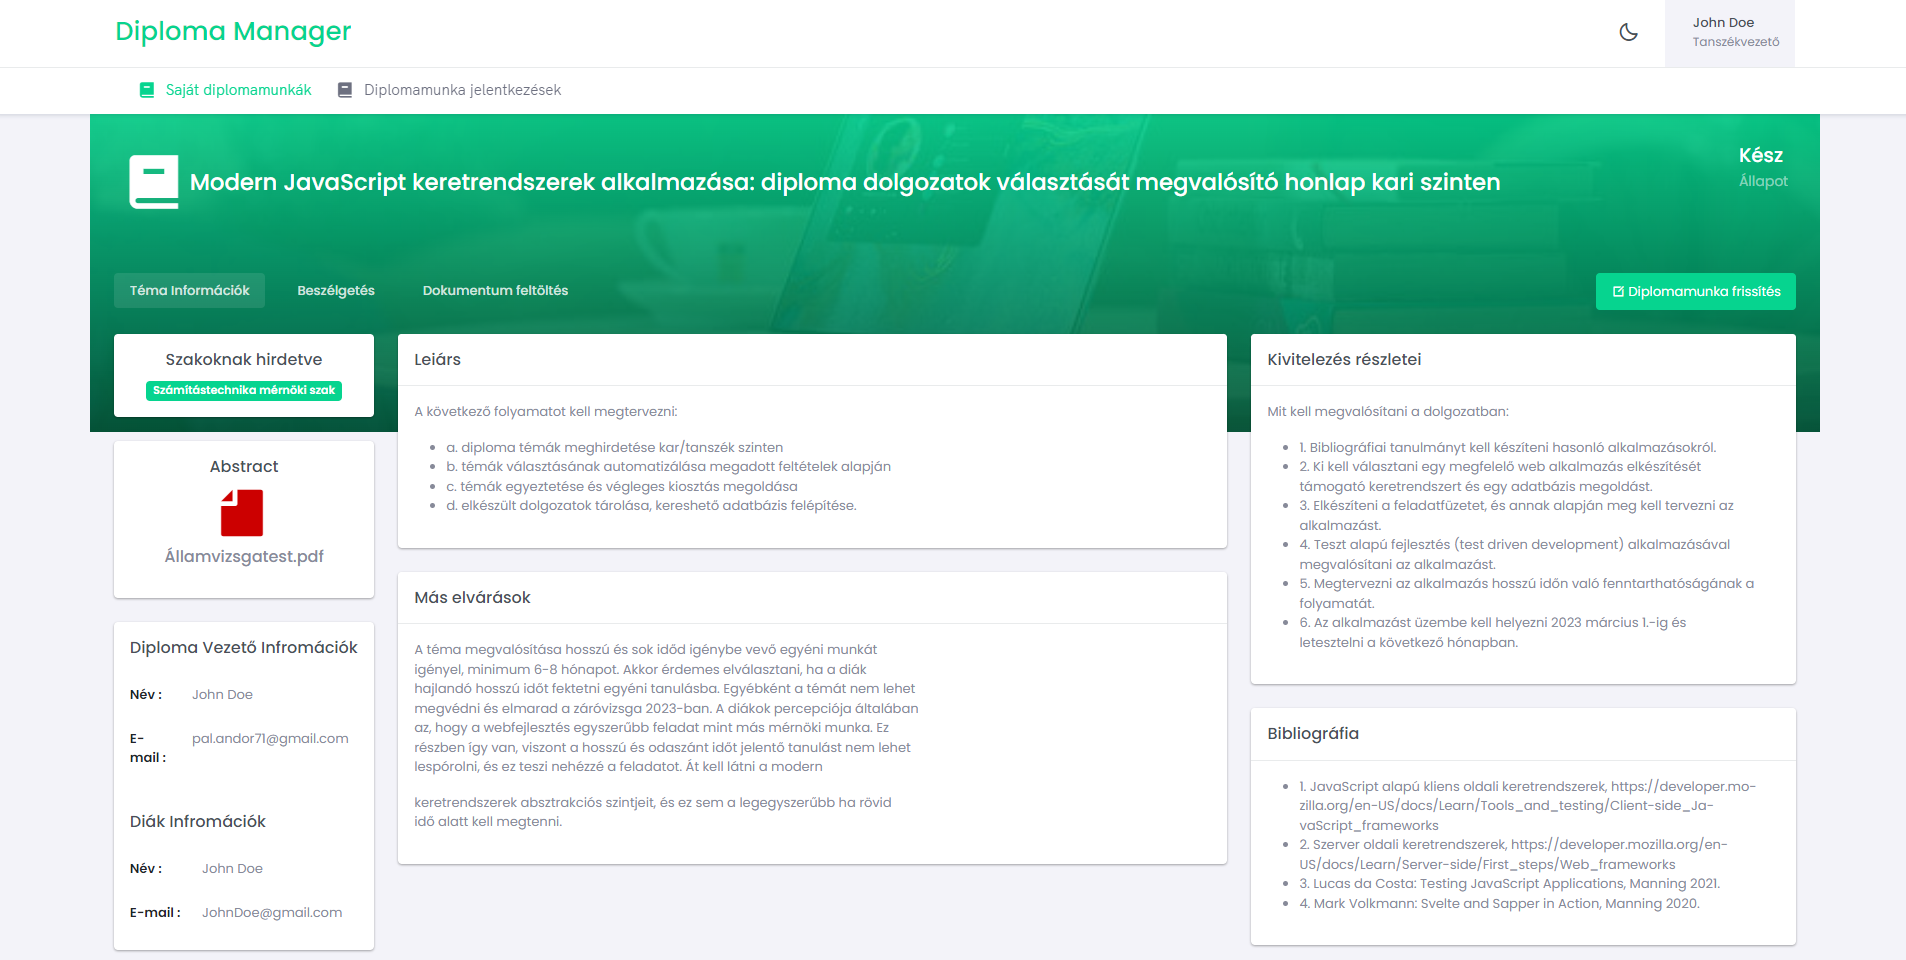 Diploma Manager
John Doe
Tanszékvezető
Saját diplomamunkák
Diplomamunka jelentkezések
Modern JavaScript keretrendszerek alkalmazása: diploma dolgozatok választását megvalósító honlap kari szinten
Kész
Állapot
Téma Információk
Beszélgetés
Dokumentum feltöltés
Diplomamunka frissítés
Szakoknak hirdetve
Számítástechnika mérnöki szak
Abstract
Államvizsgatest.pdf
Diploma Vezető Infromációk
Név : John Doe
E-
mail : pal.andor71@gmail.com
Diák Infromációk
Név : John Doe
E-mail : JohnDoe@gmail.com
Leiárs
A következő folyamatot kell megtervezni:
a. diploma témák meghirdetése kar/tanszék szinten
b. témák választásának automatizálása megadott feltételek alapján
c. témák egyeztetése és végleges kiosztás megoldása
d. elkészült dolgozatok tárolása, kereshető adatbázis felépítése.
Más elvárások
A téma megvalósítása hosszú és sok időd igénybe vevő egyéni munkát
igényel, minimum 6-8 hónapot. Akkor érdemes elválasztani, ha a diák
hajlandó hosszú időt fektetni egyéni tanulásba. Egyébként a témát nem lehet
megvédni és elmarad a záróvizsga 2023-ban. A diákok percepciója általában
az, hogy a webfejlesztés egyszerűbb feladat mint más mérnöki munka. Ez
részben így van, viszont a hosszú és odaszánt időt jelentő tanulást nem lehet
lespórolni, és ez teszi nehézzé a feladatot. Át kell látni a modern
keretrendszerek absztrakciós szintjeit, és ez sem a legegyszerűbb ha rövid
idő alatt kell megtenni.
Kivitelezés részletei
Mit kell megvalósítani a dolgozatban:
1. Bibliográfiai tanulmányt kell készíteni hasonló alkalmazásokról.
2. Ki kell választani egy megfelelő web alkalmazás elkészítését
támogató keretrendszert és egy adatbázis megoldást.
3. Elkészíteni a feladatfüzetet, és annak alapján meg kell tervezni az
alkalmazást.
4. Teszt alapú fejlesztés (test driven development) alkalmazásával
megvalósítani az alkalmazást.
5. Megtervezni az alkalmazás hosszú időn való fenntarthatóságának a
folyamatát.
6. Az alkalmazást üzembe kell helyezni 2023 március 1.-ig és
letesztelni a következő hónapban.
Bibliográfia
1. JavaScript alapú kliens oldali keretrendszerek, https://developer.mo-
zilla.org/en-US/docs/Learn/Tools_and_testing/Client-side_Ja-
vaScript_frameworks
2. Szerver oldali keretrendszerek, https://developer.mozilla.org/en-
US/docs/Learn/Server-side/First_steps/Web_frameworks
3. Lucas da Costa: Testing JavaScript Applications, Manning 2021.
4. Mark Volkmann: Svelte and Sapper in Action, Manning 2020.